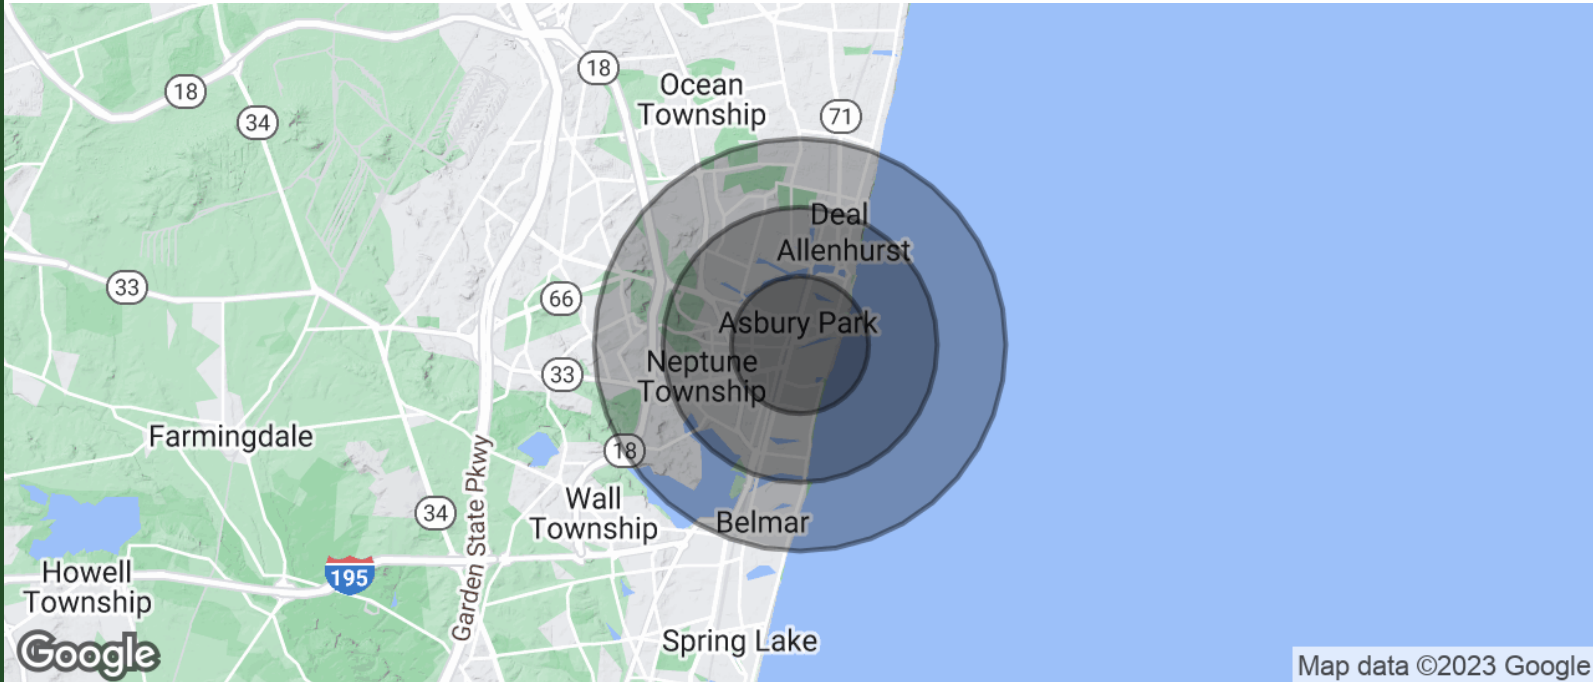 18
Ocean
Township
18
71
34
Deal
Allenhurst
33
66
Asbury Park
Neptune
Township
33
Farmingdale
18
34
Garden State Pkwy
Wall
Township
Belmar
195
Howell
Township
Spring Lake
Google
Map data ©2023 Google